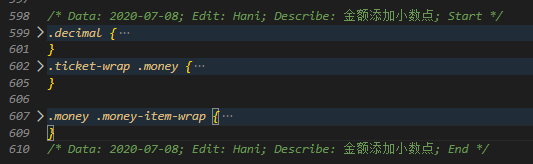 598 /* Data: 2020-07-08; Edit: Hani; Describe: 金额添加小数点; Start */
599 > .decimal {…
601 }
602 > .ticket-wrap .money {…
605 }
606
607 > .money .money-item-wrap {…
609 }
610 /* Data: 2020-07-08; Edit: Hani; Describe: 金额添加小数点; End */